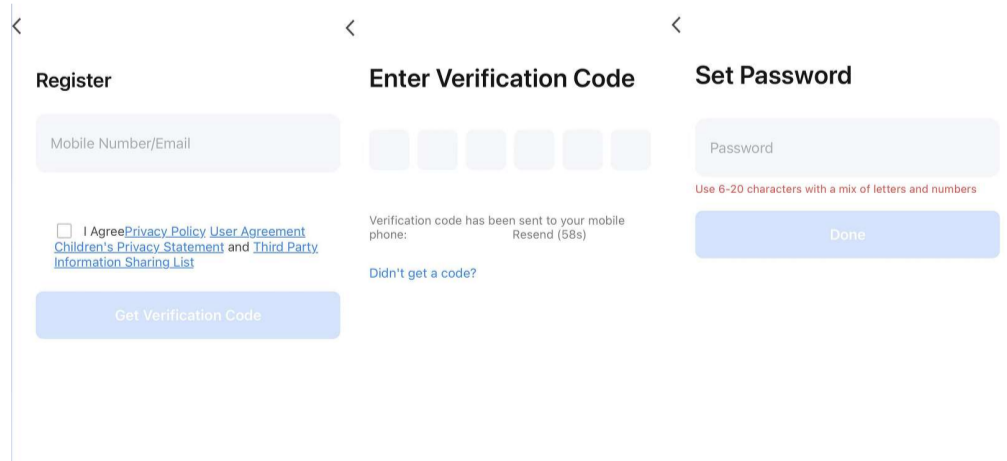 Register
Mobile Number/Email
I AgreePrivacy Policy User Agreement
Children's Privacy Statement and Third Party
Information Sharing List
Get Verification Code
Enter Verification Code
Verification code has been sent to your mobile
phone: Resend (58s)
Didn't get a code?
Set Password
Password
Use 6-20 characters with a mix of letters and numbers
Done